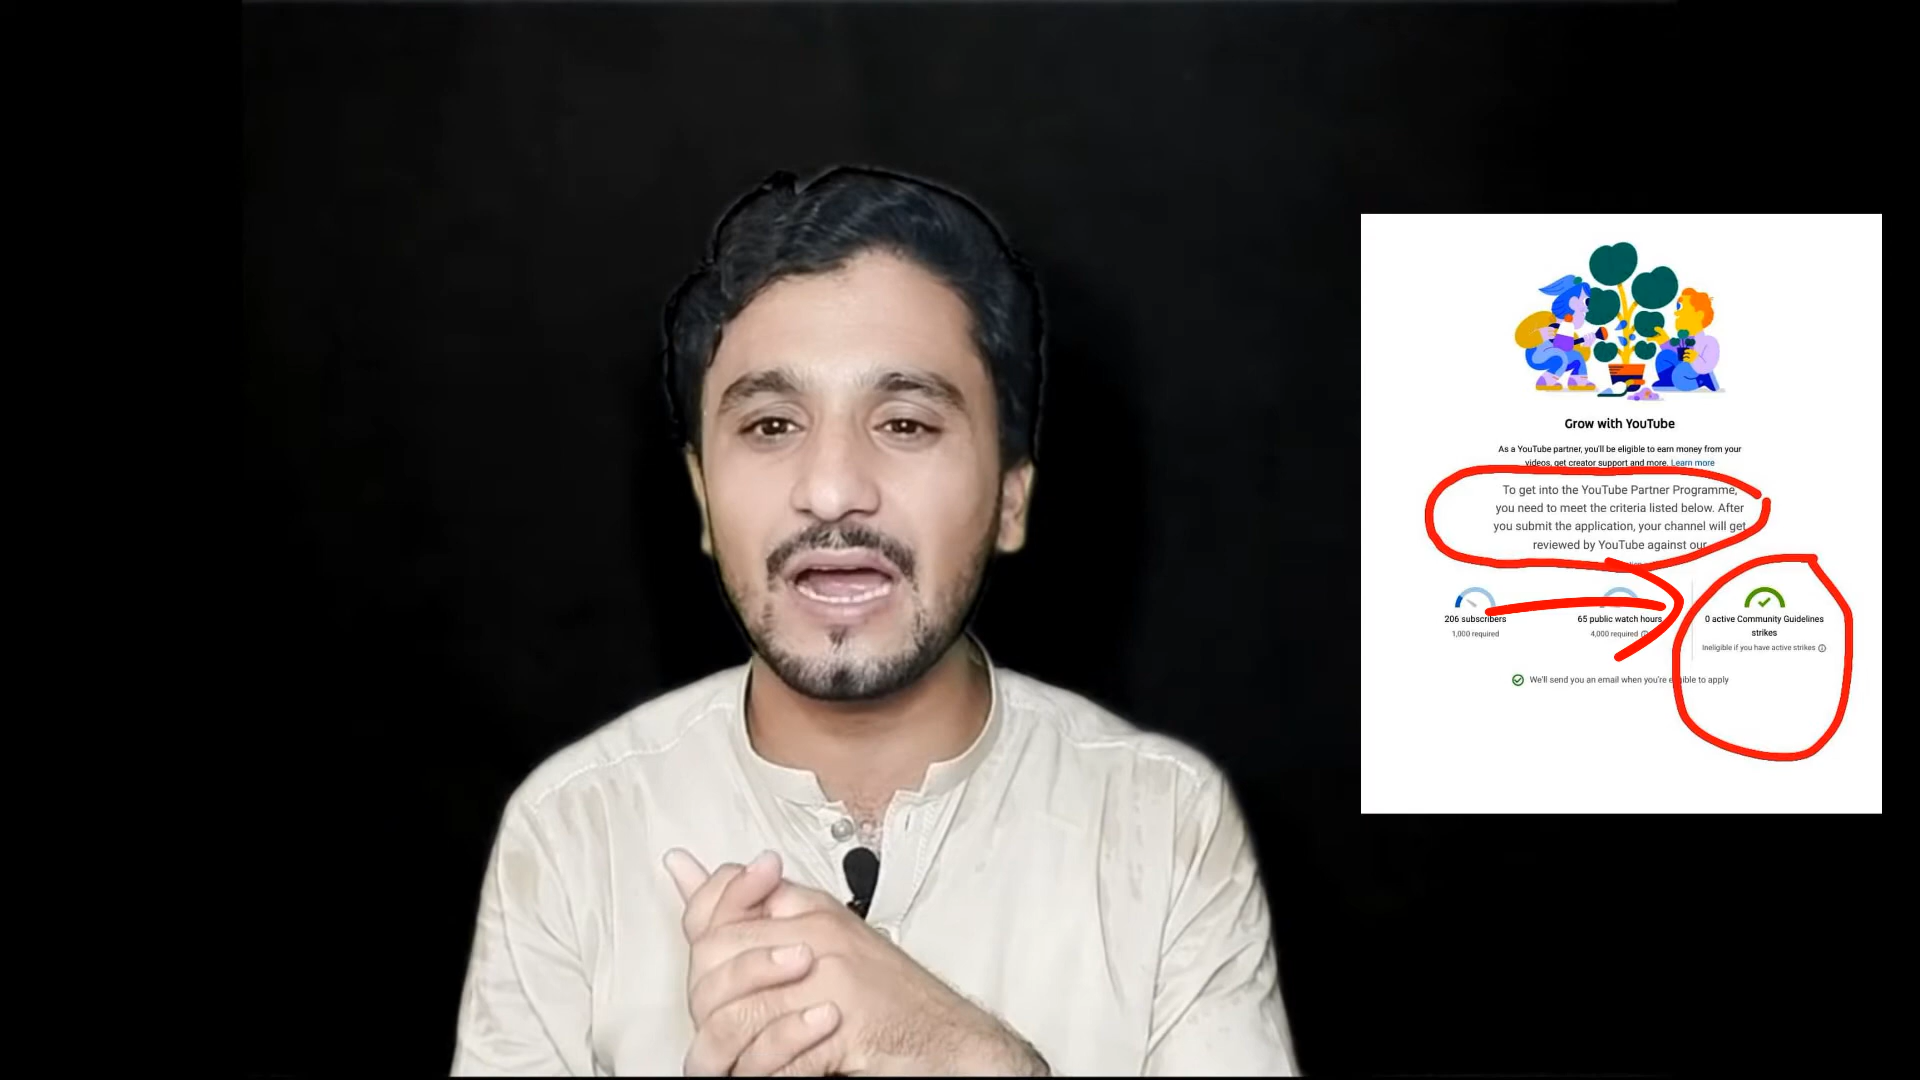 Grow with YouTube
As a YouTube partner, you'll be eligible to earn money from your
videos, get creator support and more. Learn more
To get into the YouTube Partner Programme,
you need to meet the criteria listed below. After
you submit the application, your channel will get
reviewed by YouTube against our
206 subscribers
1,000 required
65 public watch hours
4,000 required
0 active Community Guidelines
strikes
Ineligible if you have active strikes
We'll send you an email when you're eligible to apply